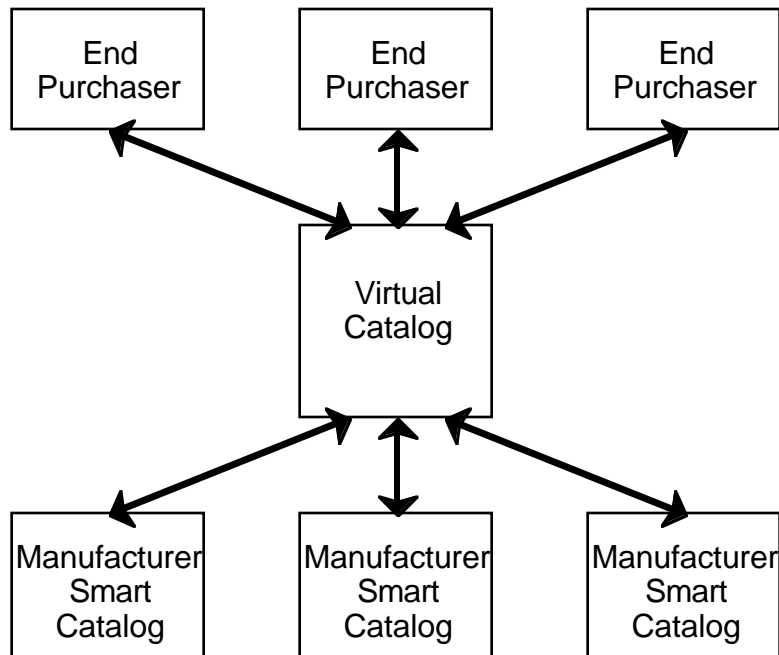 End
Purchaser
End
Purchaser
End
Purchaser
Virtual
Catalog
Manufacturer
Smart
Catalog
Manufacturer
Smart
Catalog
Manufacturer
Smart
Catalog